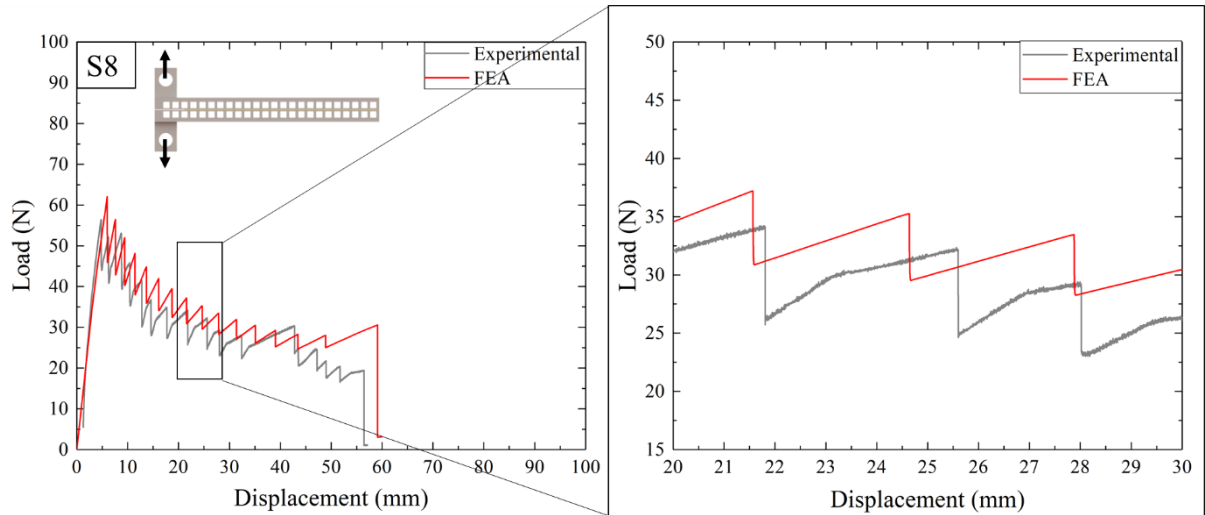 S8
Experimental
FEA
Load (N)
100
90
80
70
60
50
40
30
20
10
0
0 10 20 30 40 50 60 70 80 90 100
Displacement (mm)
Experimental
FEA
Load (N)
50
45
40
35
30
25
20
15
20 21 22 23 24 25 26 27 28 29 30
Displacement (mm)